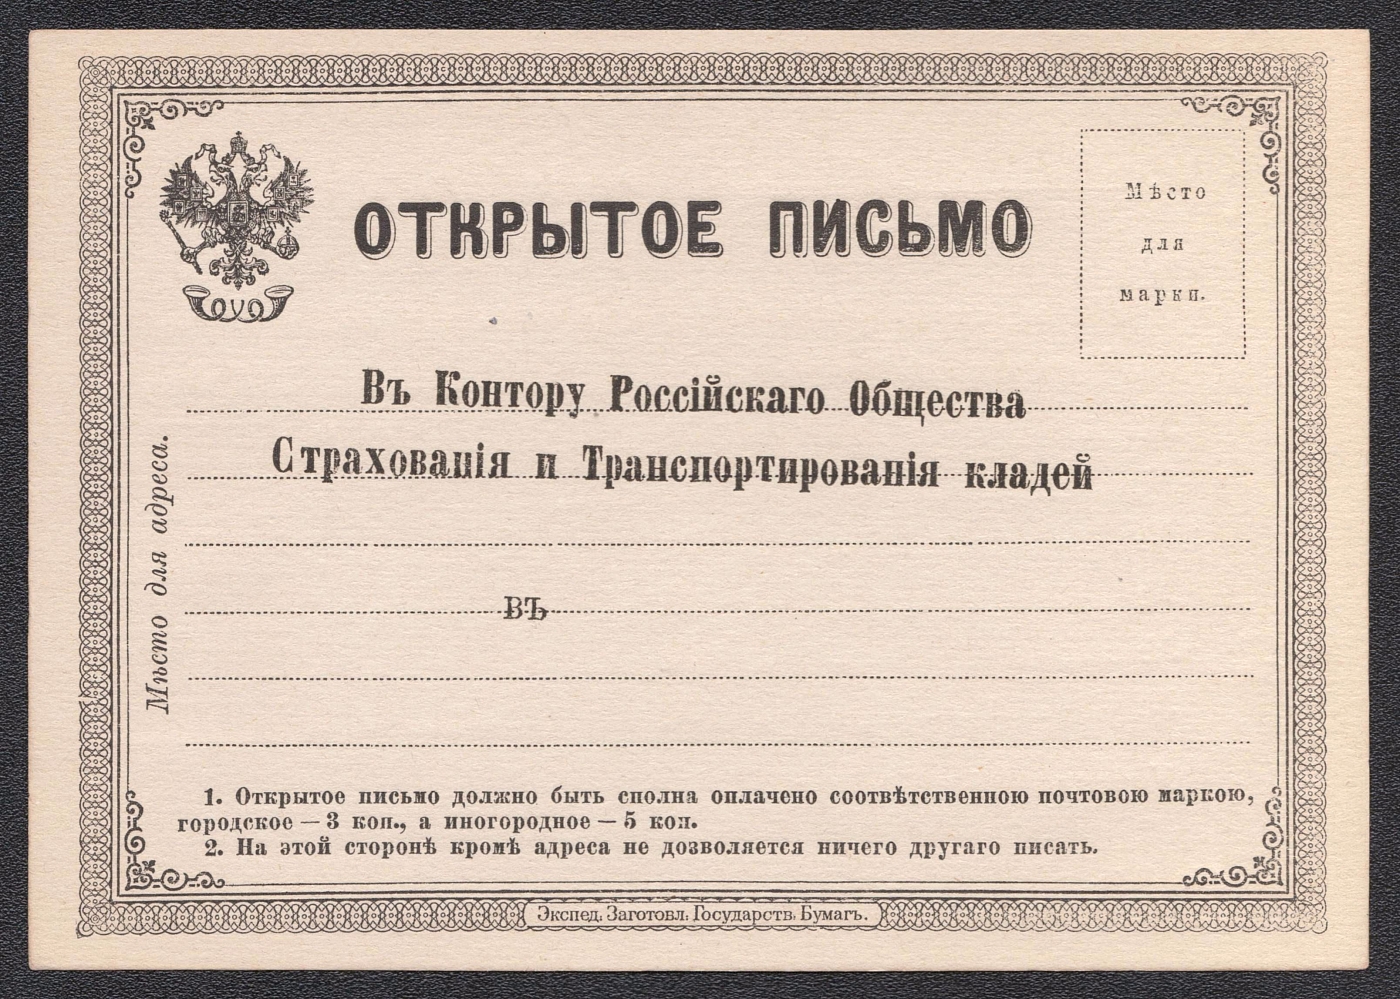 ОТКРЫТОЕ ПИСЬМО
Мѣсто
для
марки.
Въ Контору Россійскаго Общества
Страхованія и Транспортированія кладей
въ
Мѣсто для адреса.
1. Открытое письмо должно быть сполна оплачено соотвѣтственною почтовою маркою,
городское — 3 коп., а иногородное — 5 коп.
2. На этой сторонѣ кромѣ адреса не дозволяется ничего другаго писать.
Экспед. Заготовл. Государств. Бумагъ.